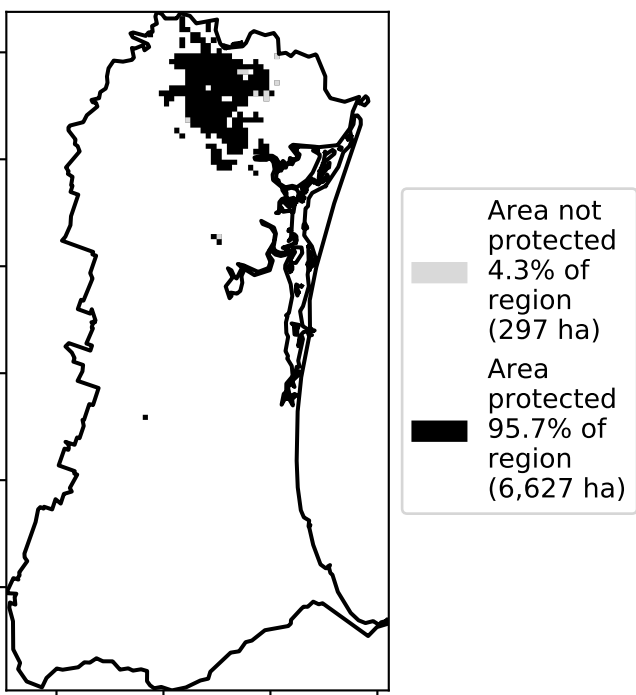 Area not
protected
4.3% of
region
(297 ha)
Area
protected
95.7% of
region
(6,627 ha)